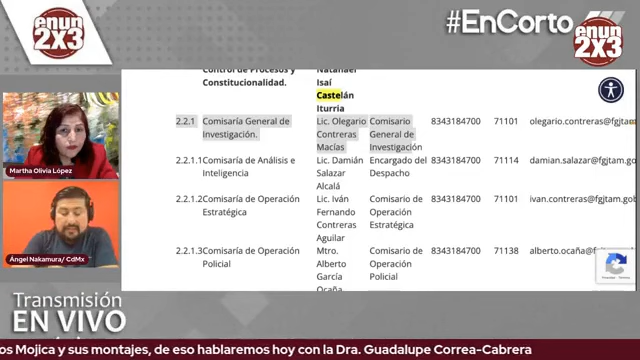 enun
2x3
#EnCorto
enun
2x3
Control de Procesos y
Constitucionalidad.
Natanael
Isaí
Castelán
Iturria
2.2.1 Comisaría General de
Investigación.
Lic. Olegario
Contreras
Macías
Comisario
General de
Investigación
8343184700 71101 olegario.contreras@fgjtam
2.2.1.1 Comisaría de Análisis e
Inteligencia
Lic. Damián
Salazar
Alcalá
Encargado del
Despacho
8343184700 71114 damian.salazar@fgjtam.go
2.2.1.2 Comisaría de Operación
Estratégica
Lic. Iván
Fernando
Contreras
Aguilar
Comisario de
Operación
Estratégica
8343184700 71101 ivan.contreras@fgjtam.gob
2.2.1.3 Comisaría de Operación
Policial
Mtro.
Alberto
García
Ocaña
Comisario de
Operación
Policial
8343184700 71138 alberto.ocaña@fgjtam
Martha Olivia López
Ángel Nakamura/ CdMx
Transmisión
EN VIVO
os Mojica y sus montajes, de eso hablaremos hoy con la Dra. Guadalupe Correa-Cabrera